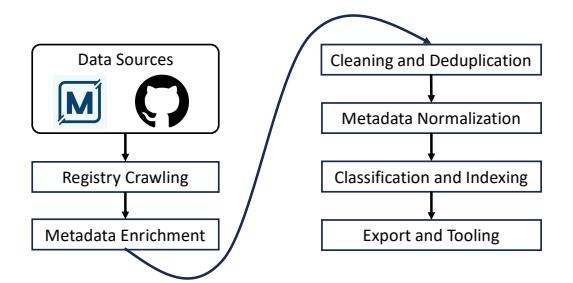 Data Sources
M
Registry Crawling
Metadata Enrichment
Cleaning and Deduplication
Metadata Normalization
Classification and Indexing
Export and Tooling